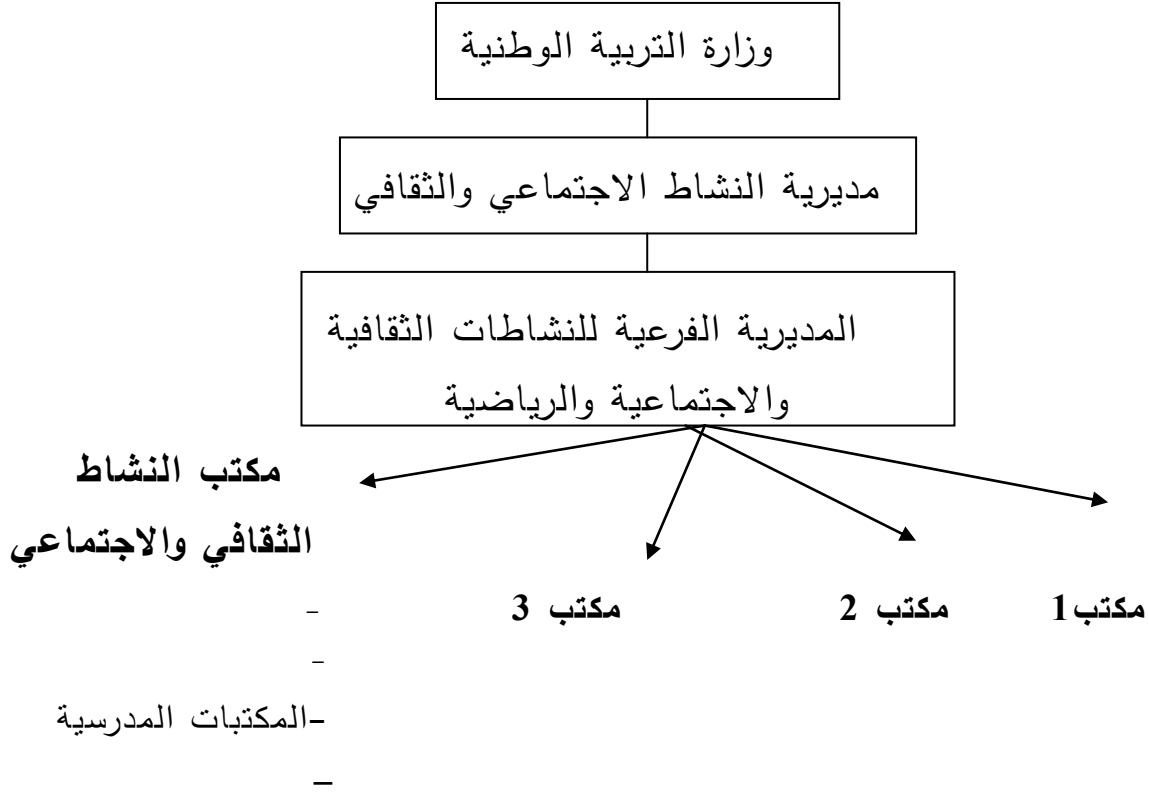 وزارة التربية الوطنية
مديرية النشاط الاجتماعي والثقافي
المديرية الفرعية للنشاطات الثقافية
والاجتماعية والرياضية
مكتب النشاط
الثقافي والاجتماعي
مكتب1
مكتب 2
مكتب 3
-
-
-المكتبات المدرسية
–